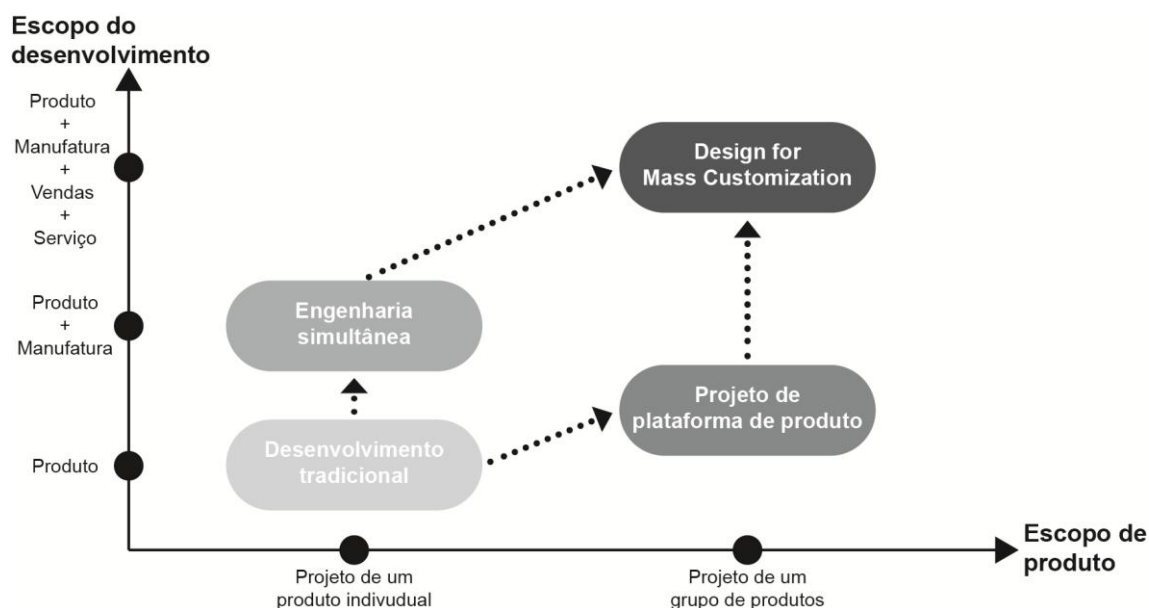 Escopo do
desenvolvimento
Produto
+
Manufatura
+
Vendas
+
Serviço
Design for
Mass Customization
Engenharia
simultânea
Produto
+
Manufatura
Projeto de
plataforma de produto
Desenvolvimento
tradicional
Produto
Escopo de
produto
Projeto de um
produto indivudual
Projeto de um
grupo de produtos